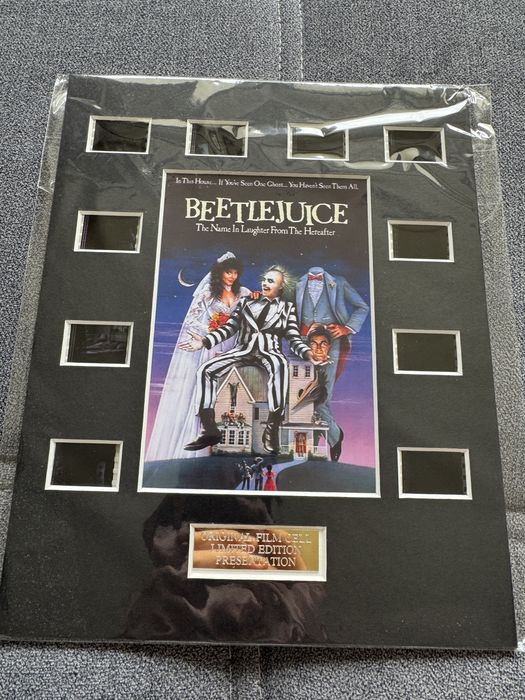 In This House... If You've Seen One Ghost... You Haven't Seen Them All.
BEETLEJUICE
The Name In Laughter From The Hereafter
ORIGINAL FILM CELL
LIMITED EDITION
PRESENTATION